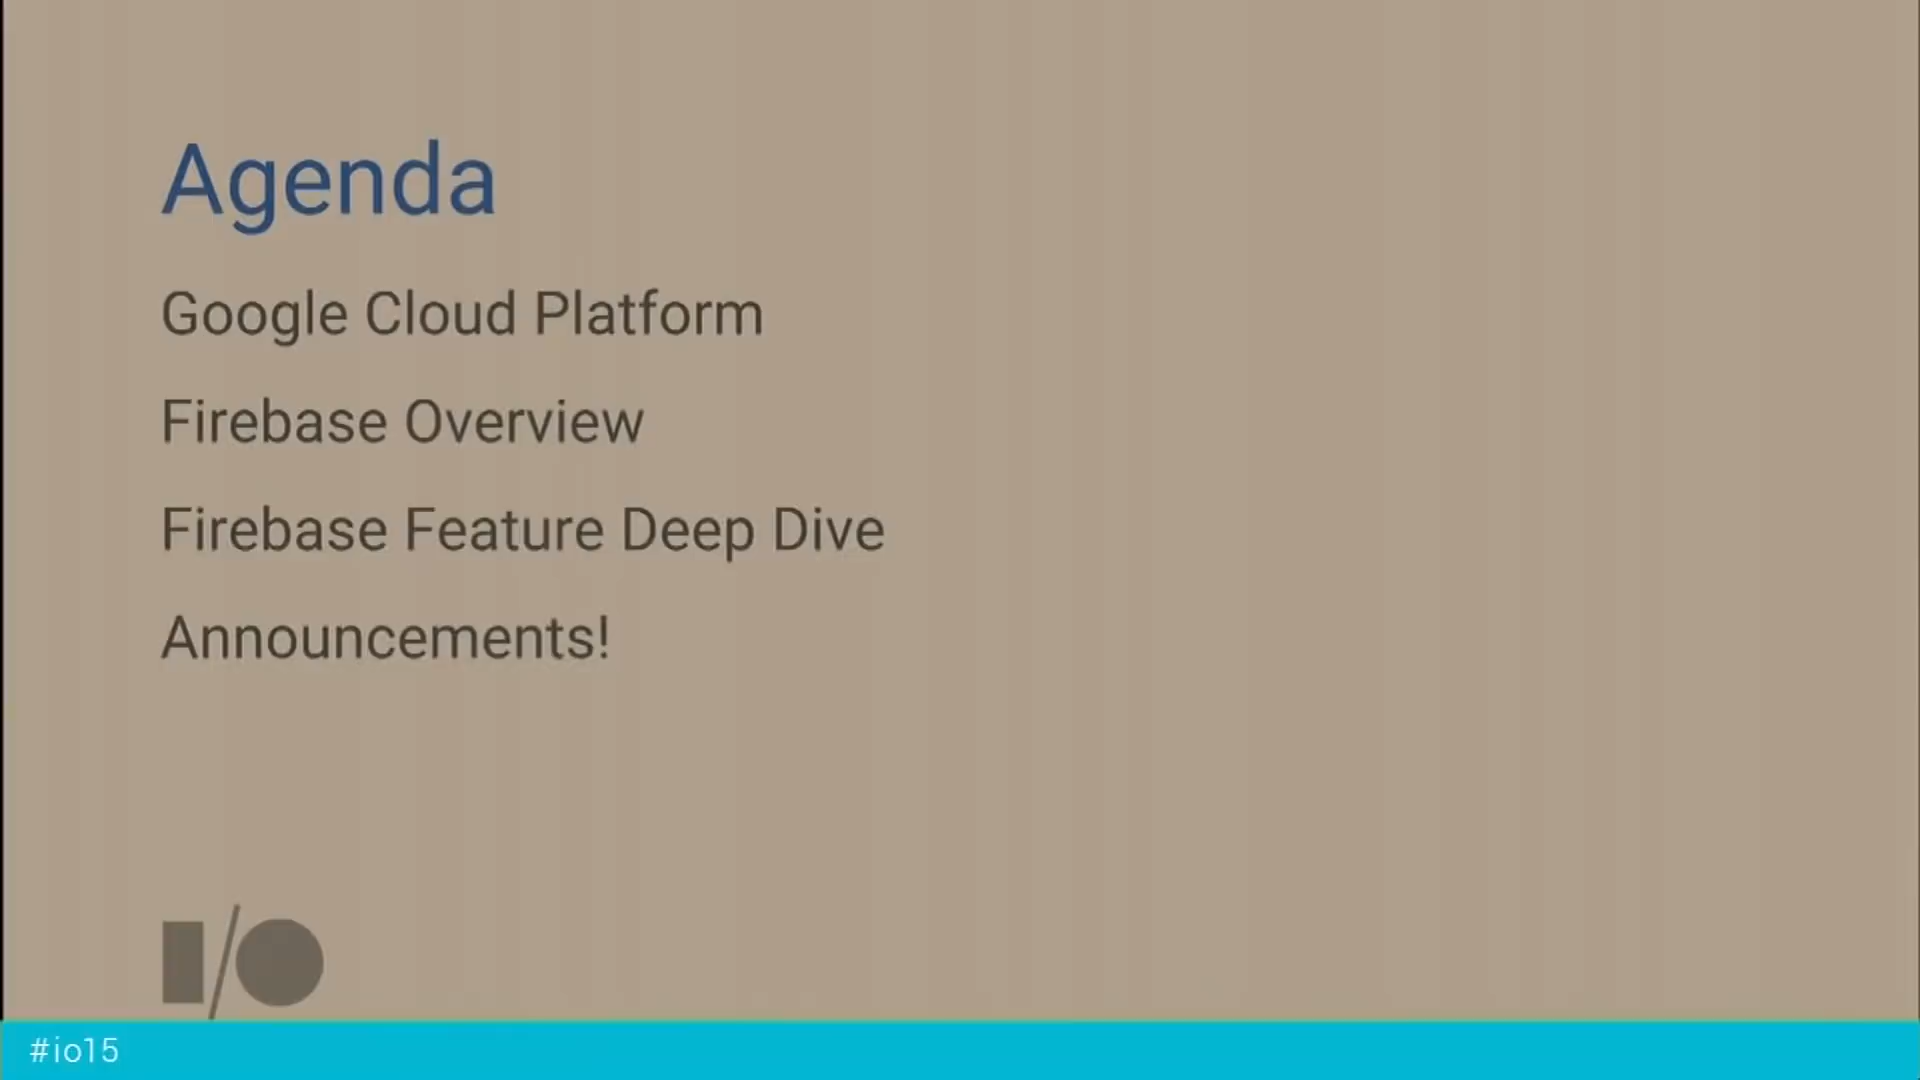 Agenda
Google Cloud Platform
Firebase Overview
Firebase Feature Deep Dive
Announcements!
I/O
#io15